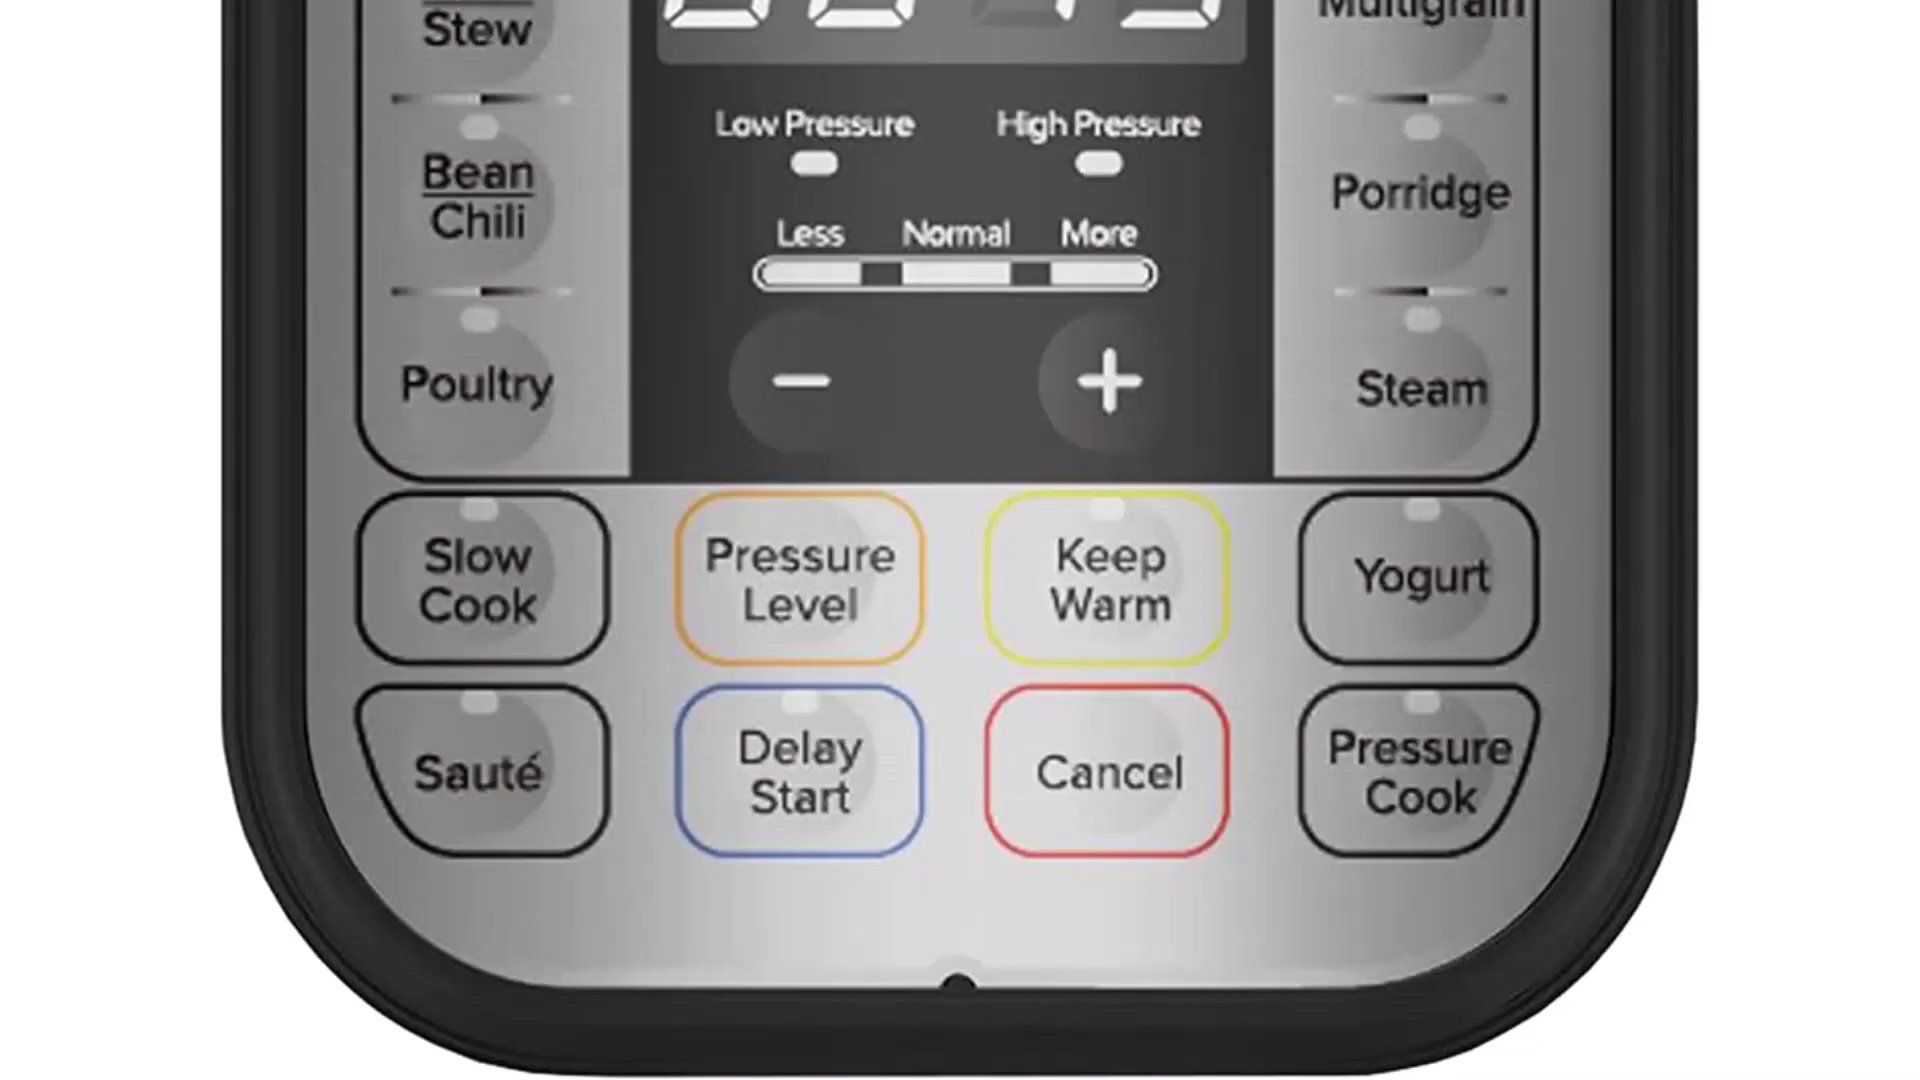 Stew
Multigrain
Low Pressure
High Pressure
Bean
Chili
Porridge
Less Normal More
Poultry
− +
Steam
Slow
Cook
Pressure
Level
Keep
Warm
Yogurt
Sauté
Delay
Start
Cancel
Pressure
Cook